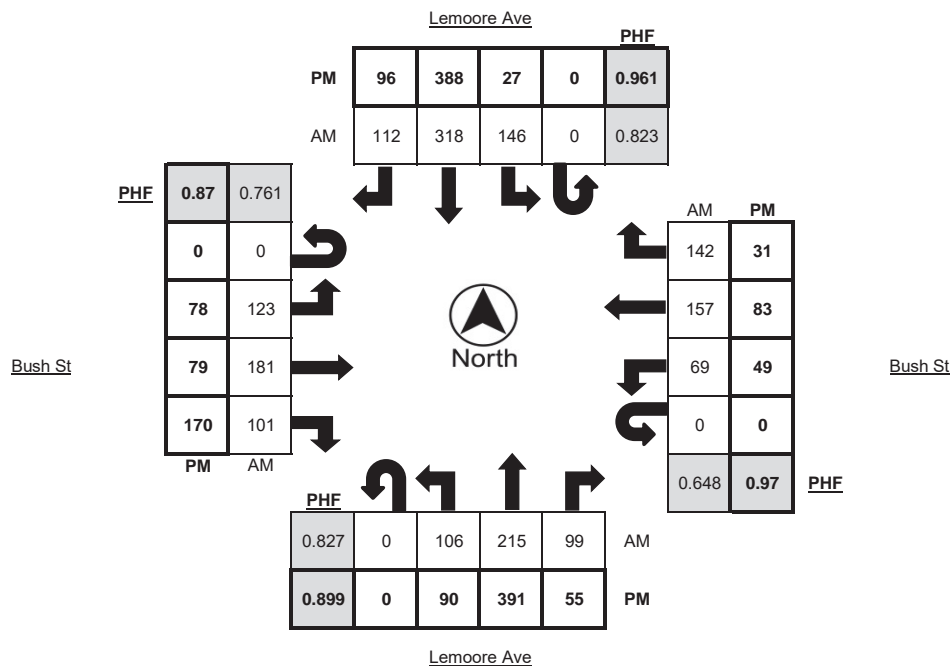 Lemoore Ave
PHF
PM 96 388 27 0 0.961
AM 112 318 146 0 0.823
PHF 0.87 0.761
0 0
78 123
79 181
170 101
PM AM
AM PM
142 31
157 83
69 49
0 0
0.648 0.97 PHF
North
Bush St
Bush St
PHF
0.827 0 106 215 99 AM
0.899 0 90 391 55 PM
Lemoore Ave